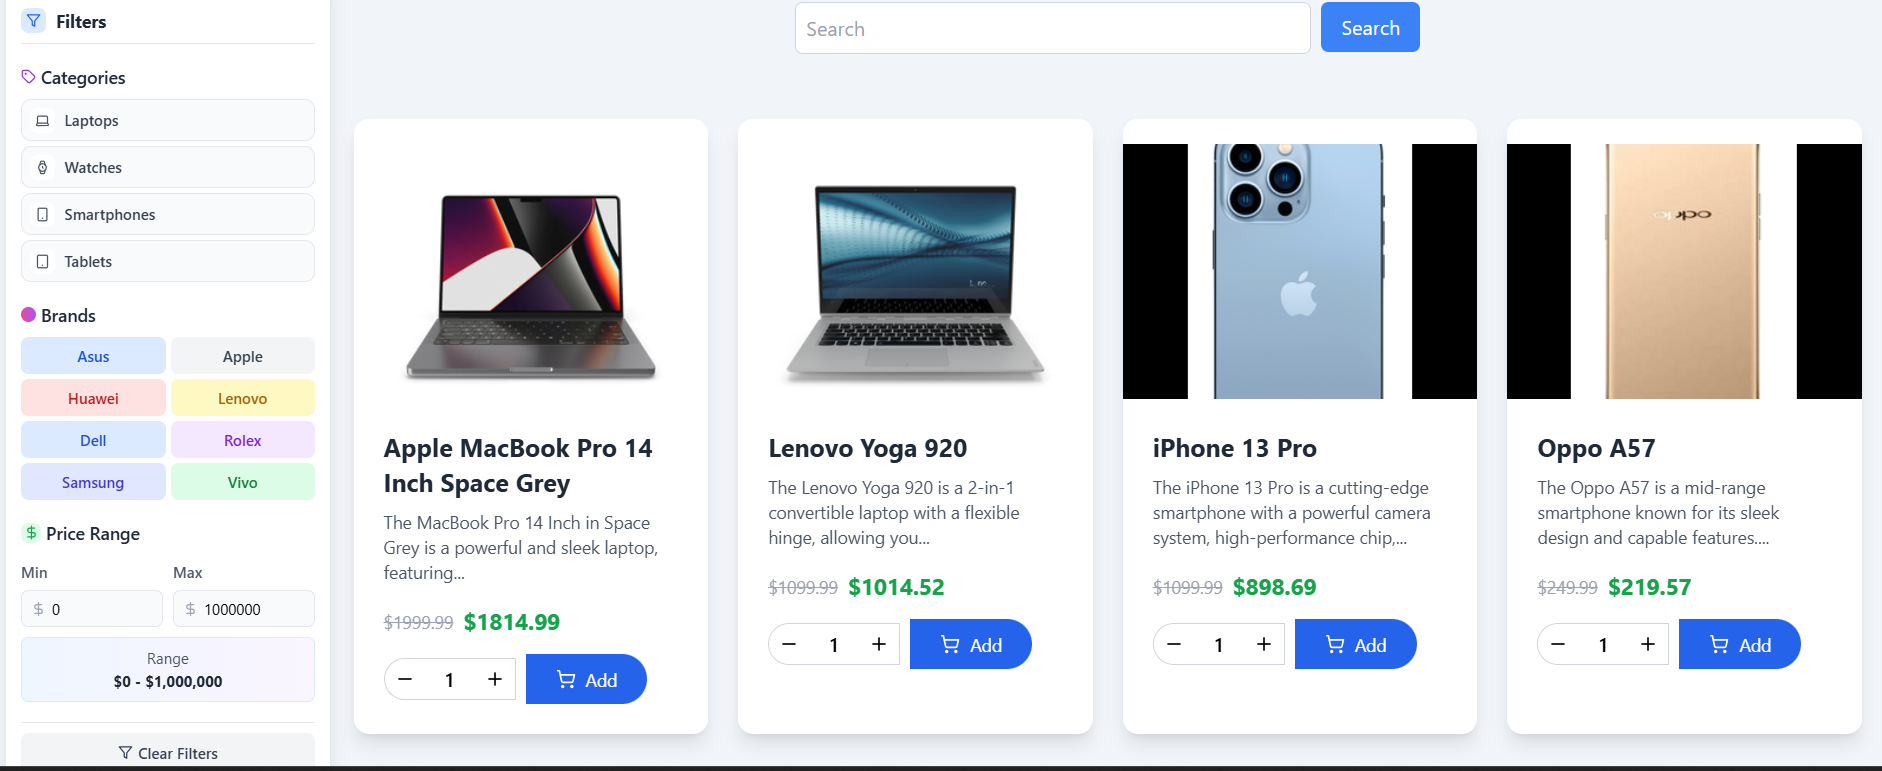 Filters
Categories
Laptops
Watches
Smartphones
Tablets
Brands
Asus
Apple
Huawei
Lenovo
Dell
Rolex
Samsung
Vivo
$ Price Range
Min
Max
$ 0
$ 1000000
Range
$0 - $1,000,000
Clear Filters
Search
Search
Apple MacBook Pro 14
Inch Space Grey
The MacBook Pro 14 Inch in Space
Grey is a powerful and sleek laptop,
featuring...
$1999.99 $1814.99
− 1 + Add
Lenovo Yoga 920
The Lenovo Yoga 920 is a 2-in-1
convertible laptop with a flexible
hinge, allowing you...
$1099.99 $1014.52
− 1 + Add
iPhone 13 Pro
The iPhone 13 Pro is a cutting-edge
smartphone with a powerful camera
system, high-performance chip,...
$1099.99 $898.69
− 1 + Add
oppo
Oppo A57
The Oppo A57 is a mid-range
smartphone known for its sleek
design and capable features....
$249.99 $219.57
− 1 + Add